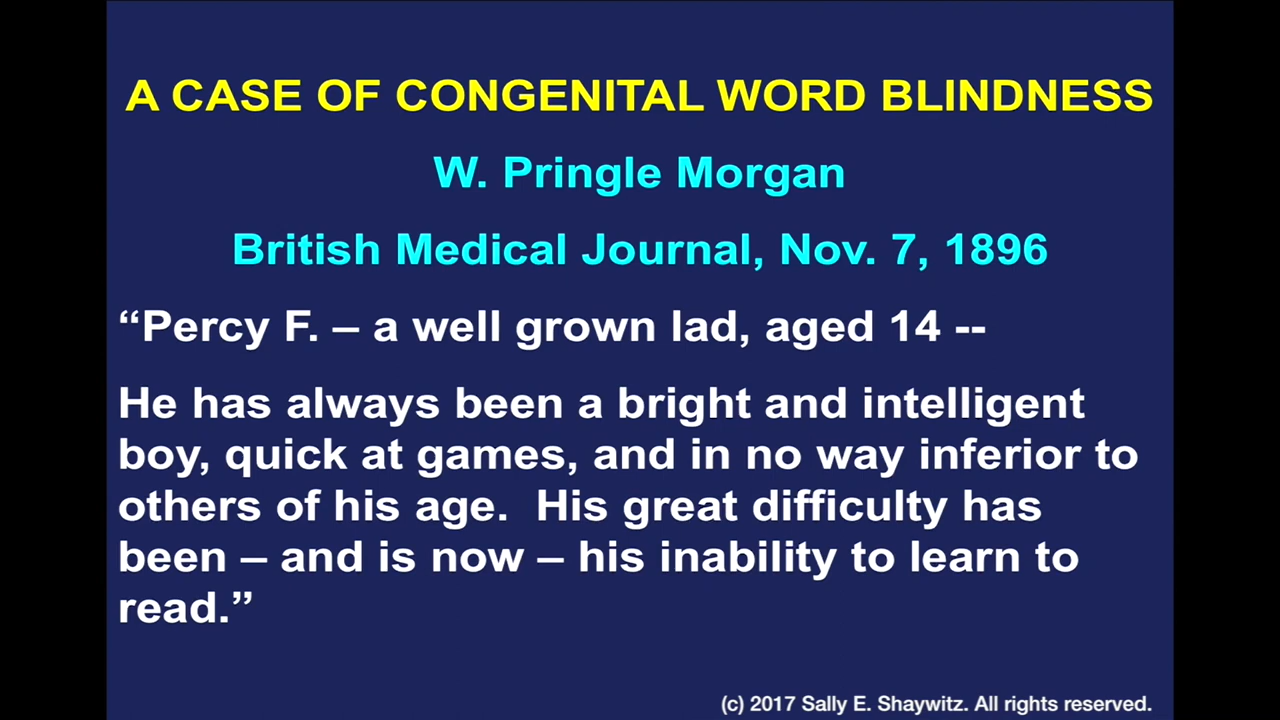 A CASE OF CONGENITAL WORD BLINDNESS
W. Pringle Morgan
British Medical Journal, Nov. 7, 1896
“Percy F. – a well grown lad, aged 14 --
He has always been a bright and intelligent
boy, quick at games, and in no way inferior to
others of his age.  His great difficulty has
been – and is now – his inability to learn to
read.”
(c) 2017 Sally E. Shaywitz. All rights reserved.